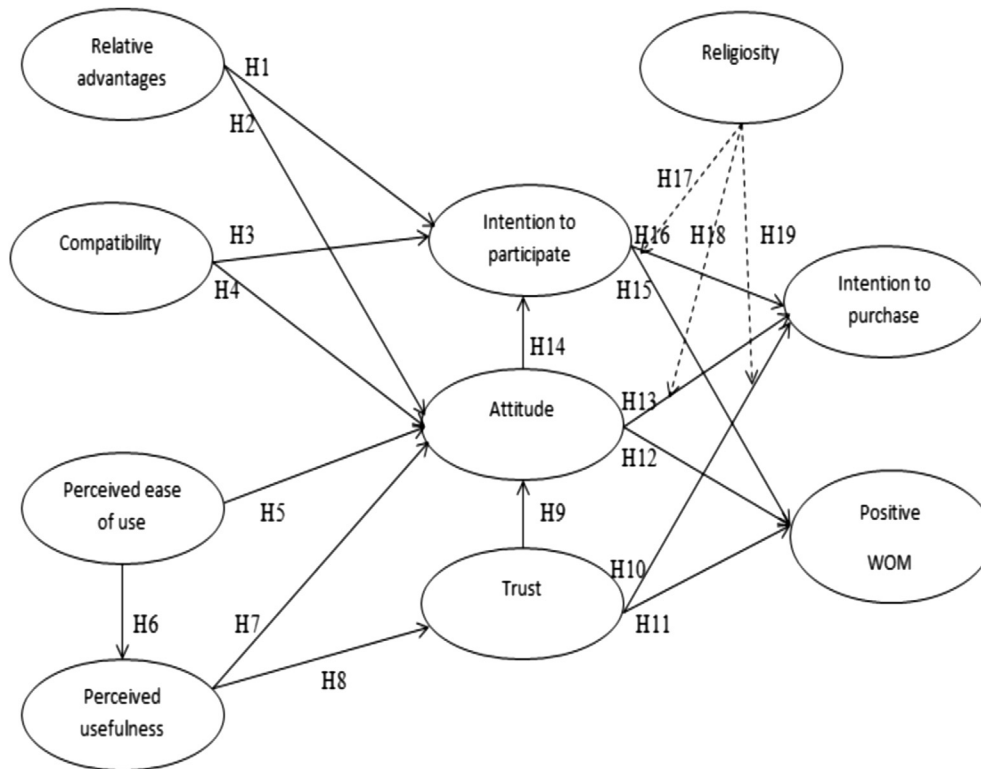 Relative
advantages
Religiosity
H1
H2
H17
Compatibility
H3
H4
Intention to
participate
H16
H18
H19
H15
Intention to
purchase
H14
Attitude
H13
H12
Perceived ease
of use
H5
H9
Positive
WOM
H10
Trust
H6
H7
H11
H8
Perceived
usefulness